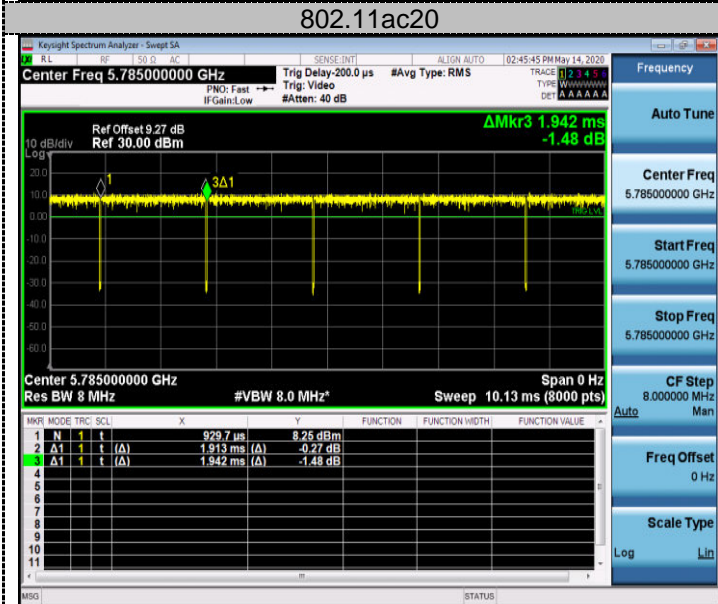 802.11ac20
Keysight Spectrum Analyzer - Swept SA
RL RF 50 Ω AC SENSE:INT ALIGN AUTO 02:45:45 PM May 14, 2020
Center Freq 5.785000000 GHz Trig Delay-200.0 µs #Avg Type: RMS TRACE 1 2 3 4 5 6
PNO: Fast Trig: Video TYPE WWWWWW
IFGain:Low #Atten: 40 dB DET A A A A A A
ΔMkr3 1.942 ms
Ref Offset 9.27 dB
10 dB/div Ref 30.00 dBm -1.48 dB
Log
20.0
1
3Δ1
10.0
TRIG LVL
0.00
-10.0
-20.0
-30.0
-40.0
-50.0
-60.0
Center 5.785000000 GHz Span 0 Hz
Res BW 8 MHz #VBW 8.0 MHz* Sweep 10.13 ms (8000 pts)
MKR MODE TRC SCL X Y FUNCTION FUNCTION WIDTH FUNCTION VALUE
1 N 1 t 929.7 µs 8.25 dBm
2 Δ1 1 t (Δ) 1.913 ms (Δ) -0.27 dB
3 Δ1 1 t (Δ) 1.942 ms (Δ) -1.48 dB
4
5
6
7
8
9
10
11
MSG STATUS
Frequency
Auto Tune
Center Freq
5.785000000 GHz
Start Freq
5.785000000 GHz
Stop Freq
5.785000000 GHz
CF Step
8.000000 MHz
Auto Man
Freq Offset
0 Hz
Scale Type
Log Lin